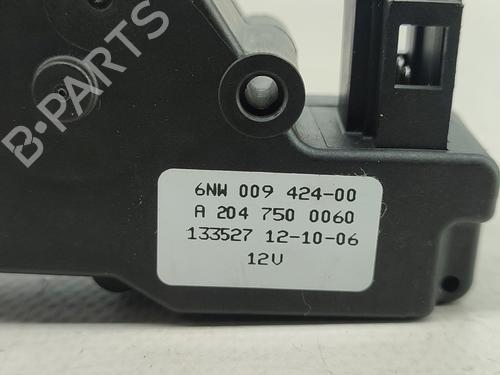 B-PARTS
6NW 009 424-00
A 204 750 0060
133527 12-10-06
12V